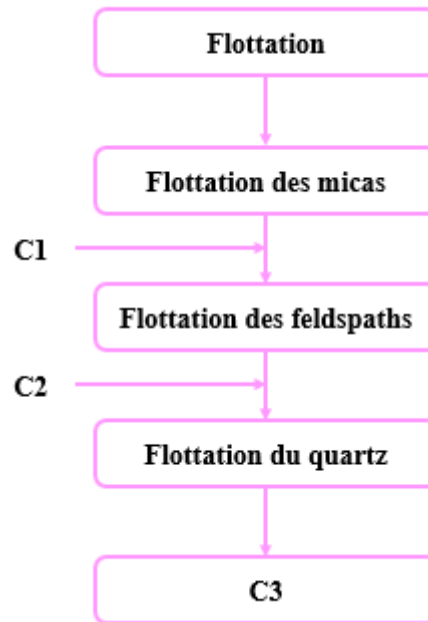 Flottation
Flottation des micas
C1
Flottation des feldspaths
C2
Flottation du quartz
C3